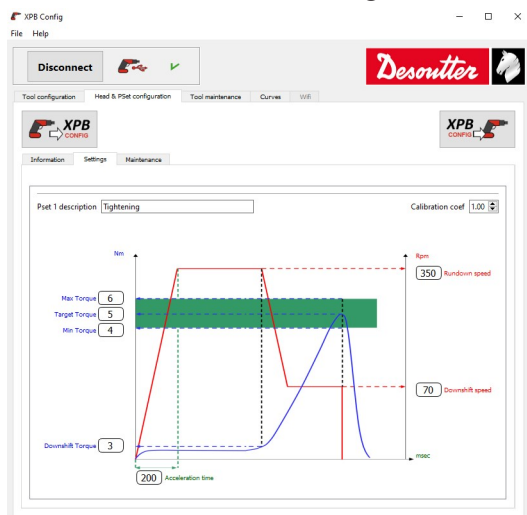 XPB Config
File Help
Disconnect
Desoutter
Tool configuration Head & PSet configuration Tool maintenance Curves Wifi
XPB
CONFIG
XPB
CONFIG
Information Settings Maintenance
Pset 1 description Tightening Calibration coef 1.00
Nm Rpm
350 Rundown speed
Max Torque 6
Target Torque 5
Min Torque 4
70 Downshift speed
Downshift Torque 3
msec
200 Acceleration time